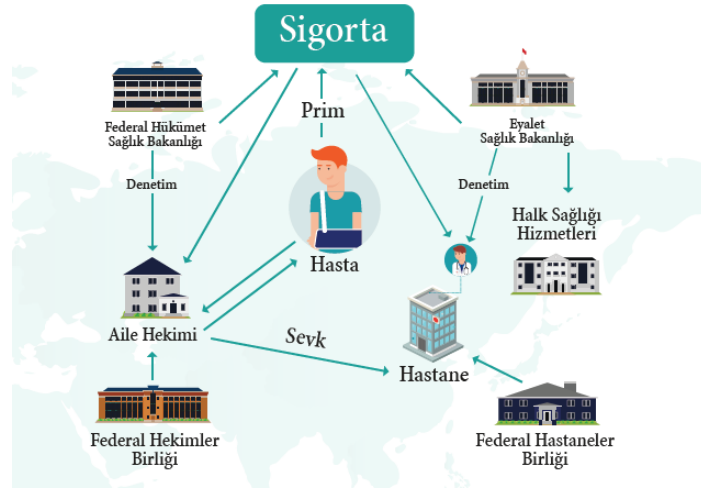 Sigorta
Prim
Federal Hükümet
Sağlık Bakanlığı
Eyalet
Sağlık Bakanlığı
Denetim
Denetim
Halk Sağlığı
Hizmetleri
Hasta
Aile Hekimi
Sevk
Hastane
Federal Hekimler
Birliği
Federal Hastaneler
Birliği